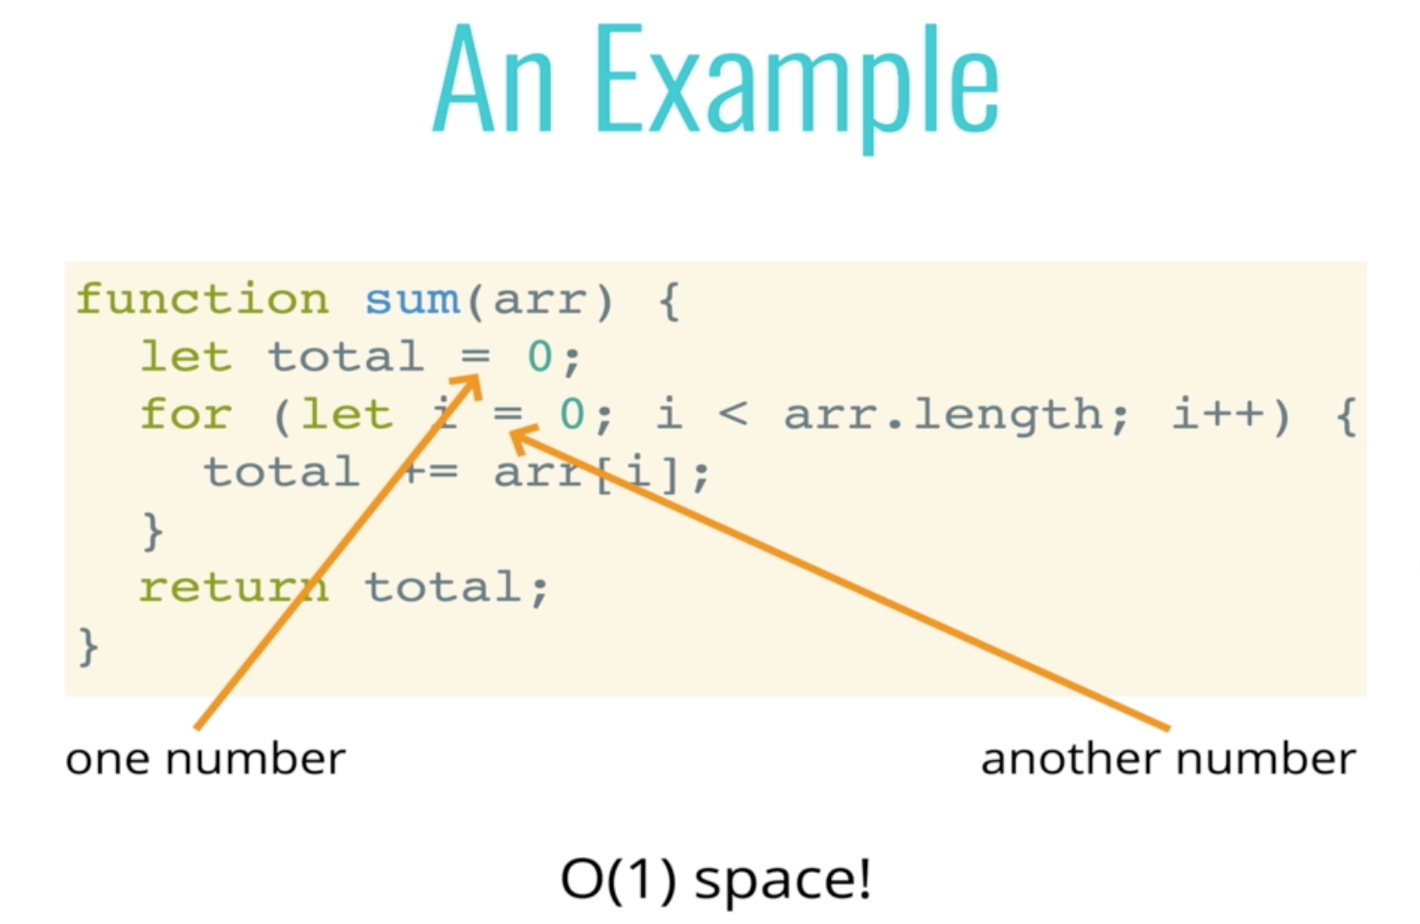 An Example
function sum(arr) {
  let total = 0;
  for (let i = 0; i < arr.length; i++) {
    total += arr[i];
  }
  return total;
}
one number
another number
O(1) space!